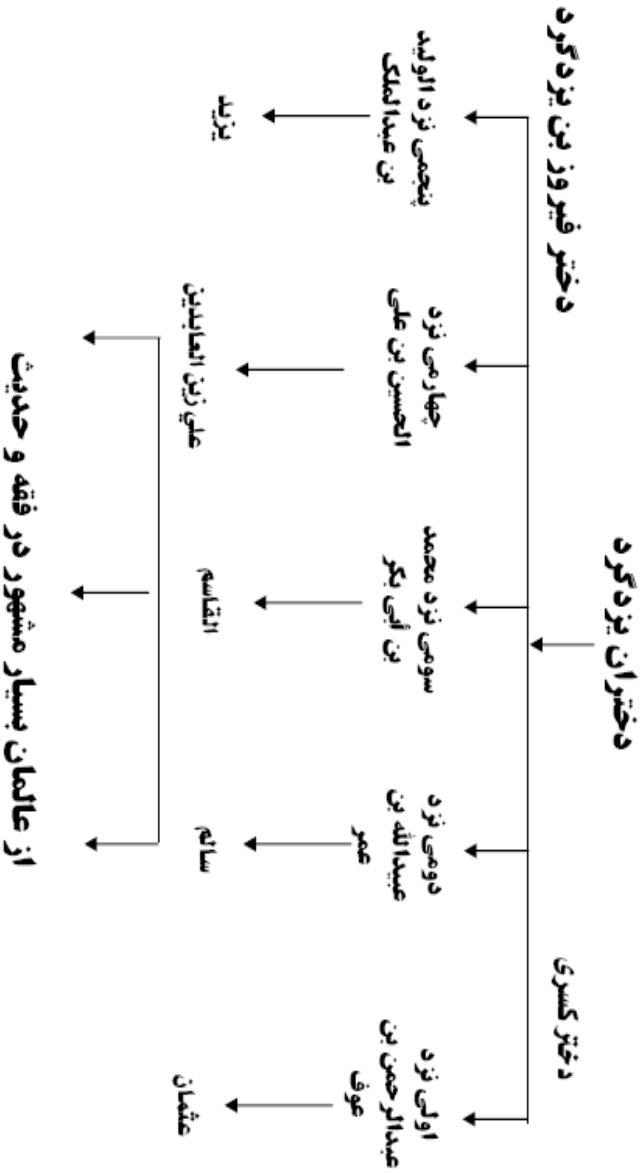 دختران یزدگرد
دختر کسری
دختر فیروز بن یزدگرد
اولی نزد
عبدالرحمن بن
عوف
دومی نزد
عبیدالله بن
عمر
سومی نزد محمد
بن أبی بکر
چهارمی نزد
الحسین بن علی
پنجمی نزد الولید
بن عبدالملک
عثمان
سالم
القاسم
علي زین العابدین
یزید
از عالمان بسیار مشهور در فقه و حدیث